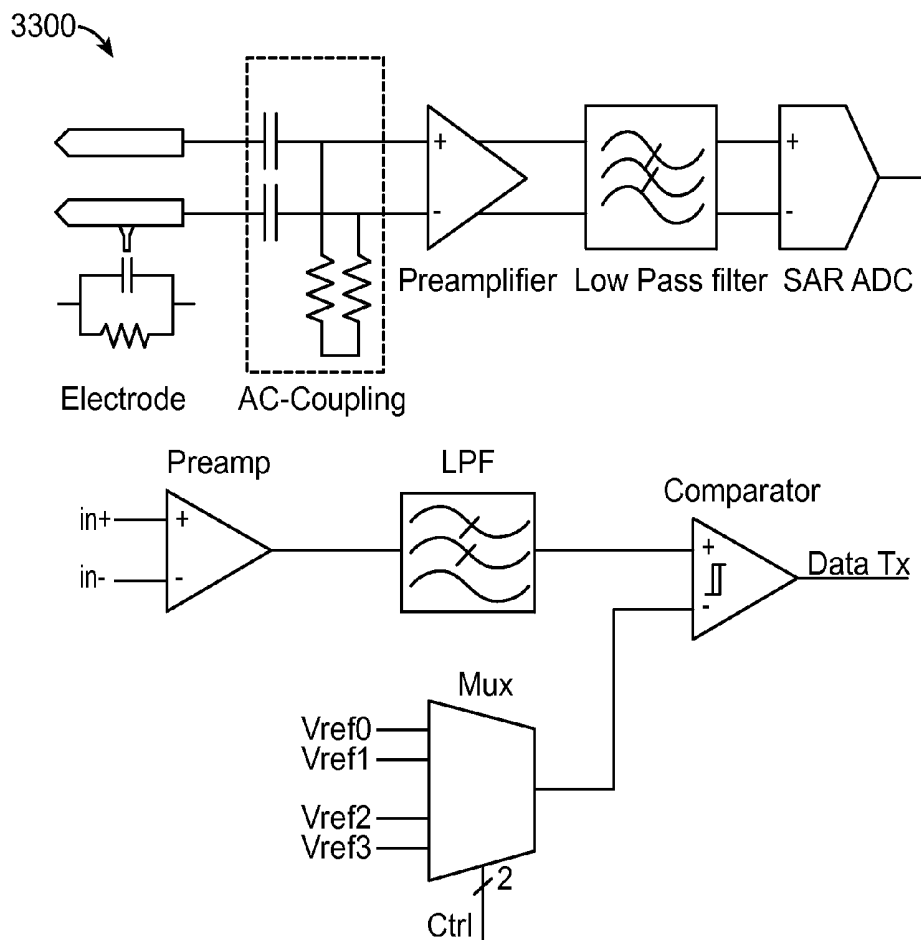 3300
+
-
+
-
Preamplifier
Low Pass filter
SAR ADC
Electrode
AC-Coupling
Preamp
LPF
Comparator
in+
+
in-
-
+
-
Data Tx
Mux
Vref0
Vref1
Vref2
Vref3
2
Ctrl